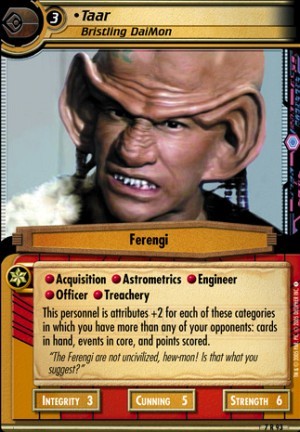 3
•Taar
Bristling DaiMon
Ferengi
Acquisition Astrometrics Engineer
Officer Treachery
This personnel is attributes +2 for each of these categories
in which you have more than any of your opponents: cards
in hand, events in core, and points scored.
"The Ferengi are not uncivilized, hew-mon! Is that what you
suggest?"
INTEGRITY 3 CUNNING 5 STRENGTH 6
7 R 93